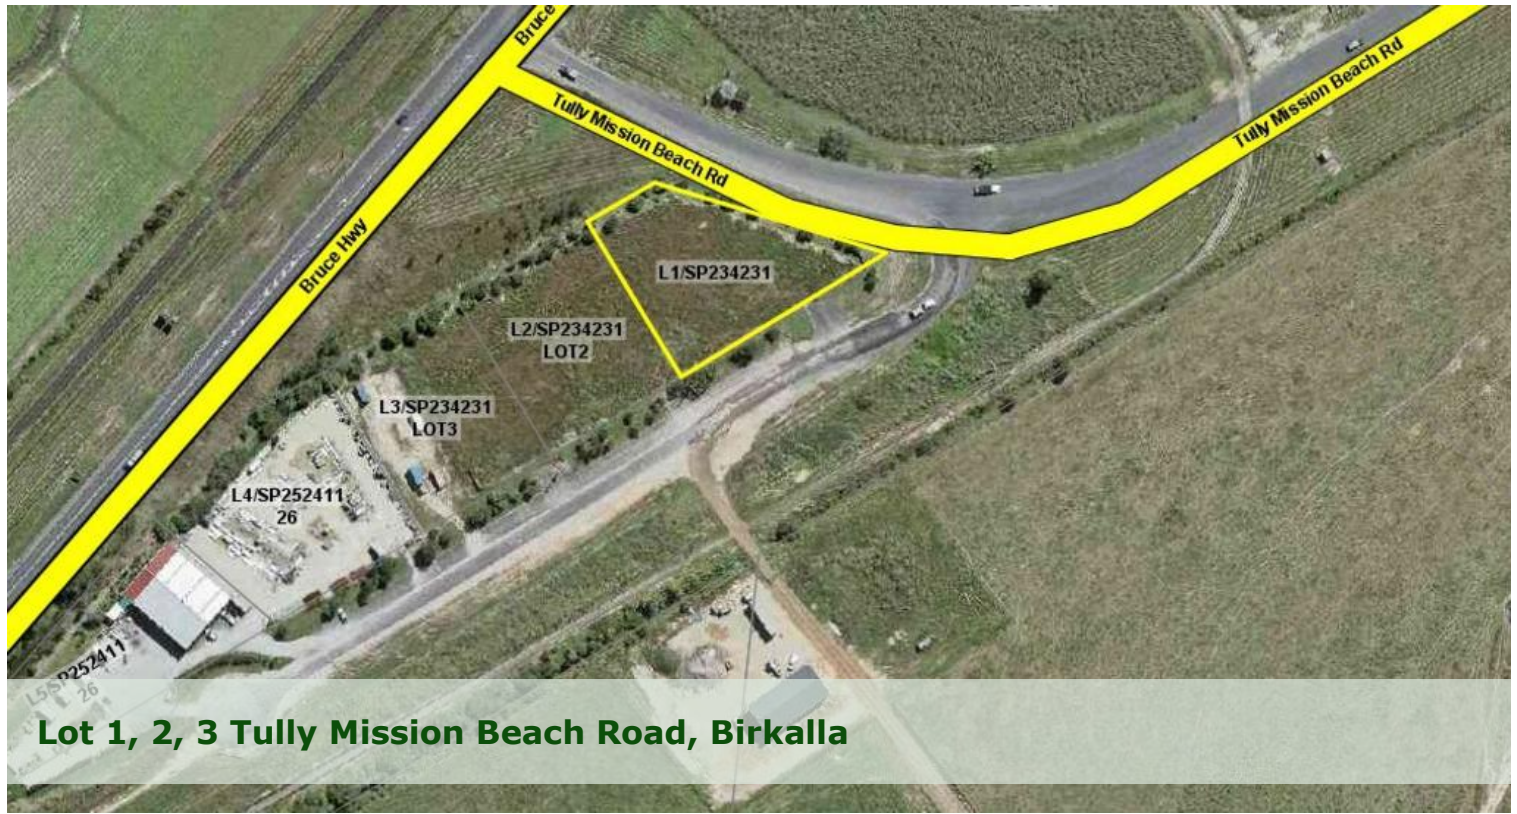 Bruce
Tully Mission Beach Rd
Tully Mission Beach Rd
Bruce Hwy
L1/SP234231
L2/SP234231
LOT2
L3/SP234231
LOT3
L4/SP252411
26
L5/SP252411
26
Lot 1, 2, 3 Tully Mission Beach Road, Birkalla